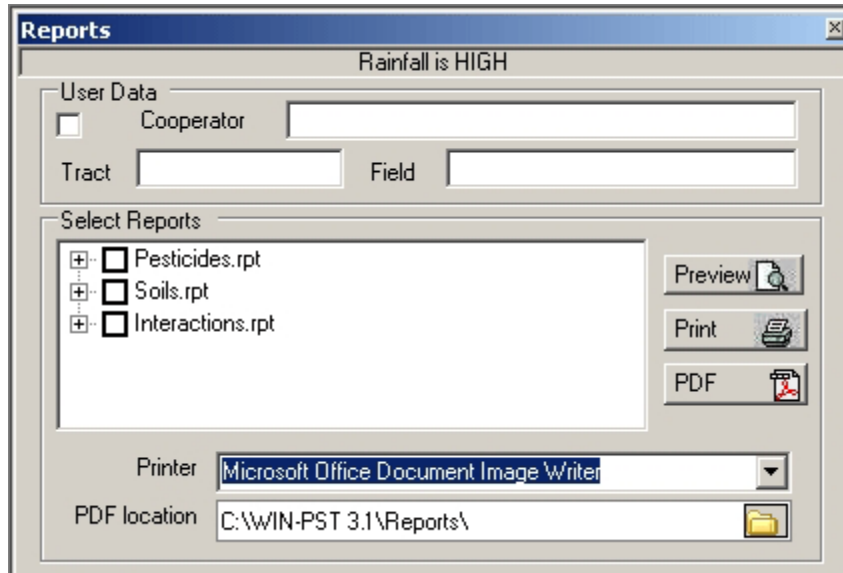 Reports
Rainfall is HIGH
User Data
Cooperator
Tract Field
Select Reports
Pesticides.rpt
Soils.rpt
Interactions.rpt
Preview
Print
PDF
Printer Microsoft Office Document Image Writer
PDF location C:\WIN-PST 3.1\Reports\